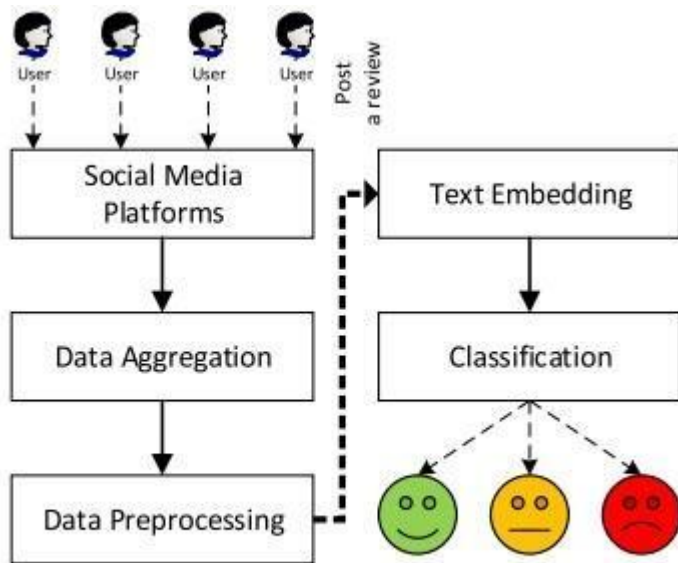 User
User
User
User
Post
a review
Social Media
Platforms
Data Aggregation
Data Preprocessing
Text Embedding
Classification